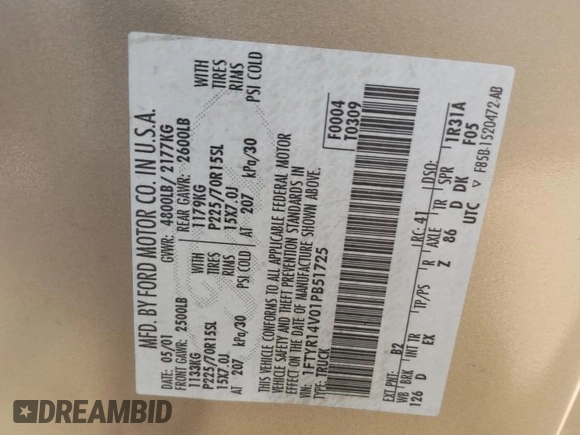 MFD. BY FORD MOTOR CO. IN U.S.A.
DATE: 05/01 GVWR: 4800LB/ 2177KG
FRONT GAWR: 2500LB REAR GAWR: 2600LB
1133KG WITH 1179KG WITH
P225/70R15SL TIRES P225/70R15SL TIRES
15X7.0J RIMS 15X7.0J RIMS
AT 207 kPa/30 PSI COLD AT 207 kPa/30 PSI COLD
THIS VEHICLE CONFORMS TO ALL APPLICABLE FEDERAL MOTOR
VEHICLE SAFETY AND THEFT PREVENTION STANDARDS IN
EFFECT ON THE DATE OF MANUFACTURE SHOWN ABOVE.
VIN: 1FTYR14V01PB51725
TYPE: TRUCK
F0004
T0309
EXT PNT: B2 RC: 41 DSO:
WB BRK INT TR TP/PS R AXLE TR SPR 1R31A
126 D EX Z 86 D DK F05
UTC ▽ F85B-1520472-AB
DREAMBID